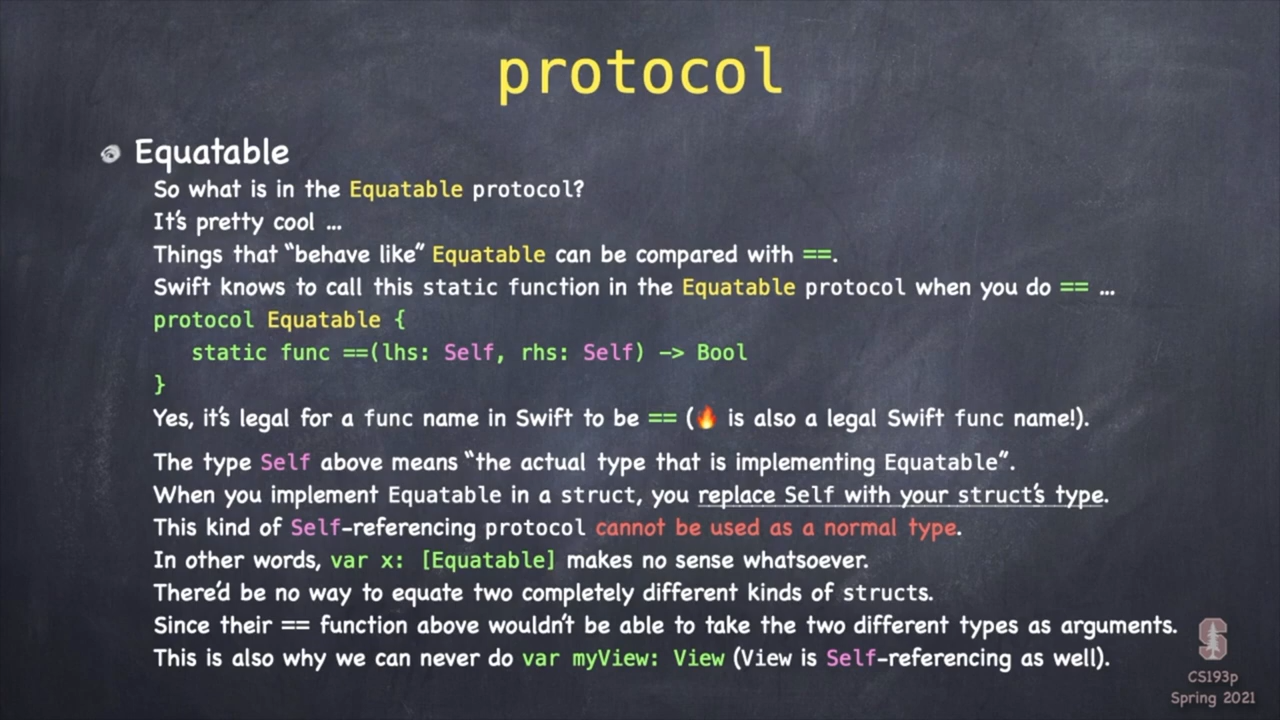 protocol
Equatable
So what is in the Equatable protocol?
It's pretty cool ...
Things that “behave like” Equatable can be compared with ==.
Swift knows to call this static function in the Equatable protocol when you do == ...
protocol Equatable {
static func ==(lhs: Self, rhs: Self) -> Bool
}
Yes, it's legal for a func name in Swift to be == (🔥 is also a legal Swift func name!).
The type Self above means “the actual type that is implementing Equatable”.
When you implement Equatable in a struct, you replace Self with your struct's type.
This kind of Self-referencing protocol cannot be used as a normal type.
In other words, var x: [Equatable] makes no sense whatsoever.
There'd be no way to equate two completely different kinds of structs.
Since their == function above wouldn't be able to take the two different types as arguments.
This is also why we can never do var myView: View (View is Self-referencing as well).
CS193p
Spring 2021